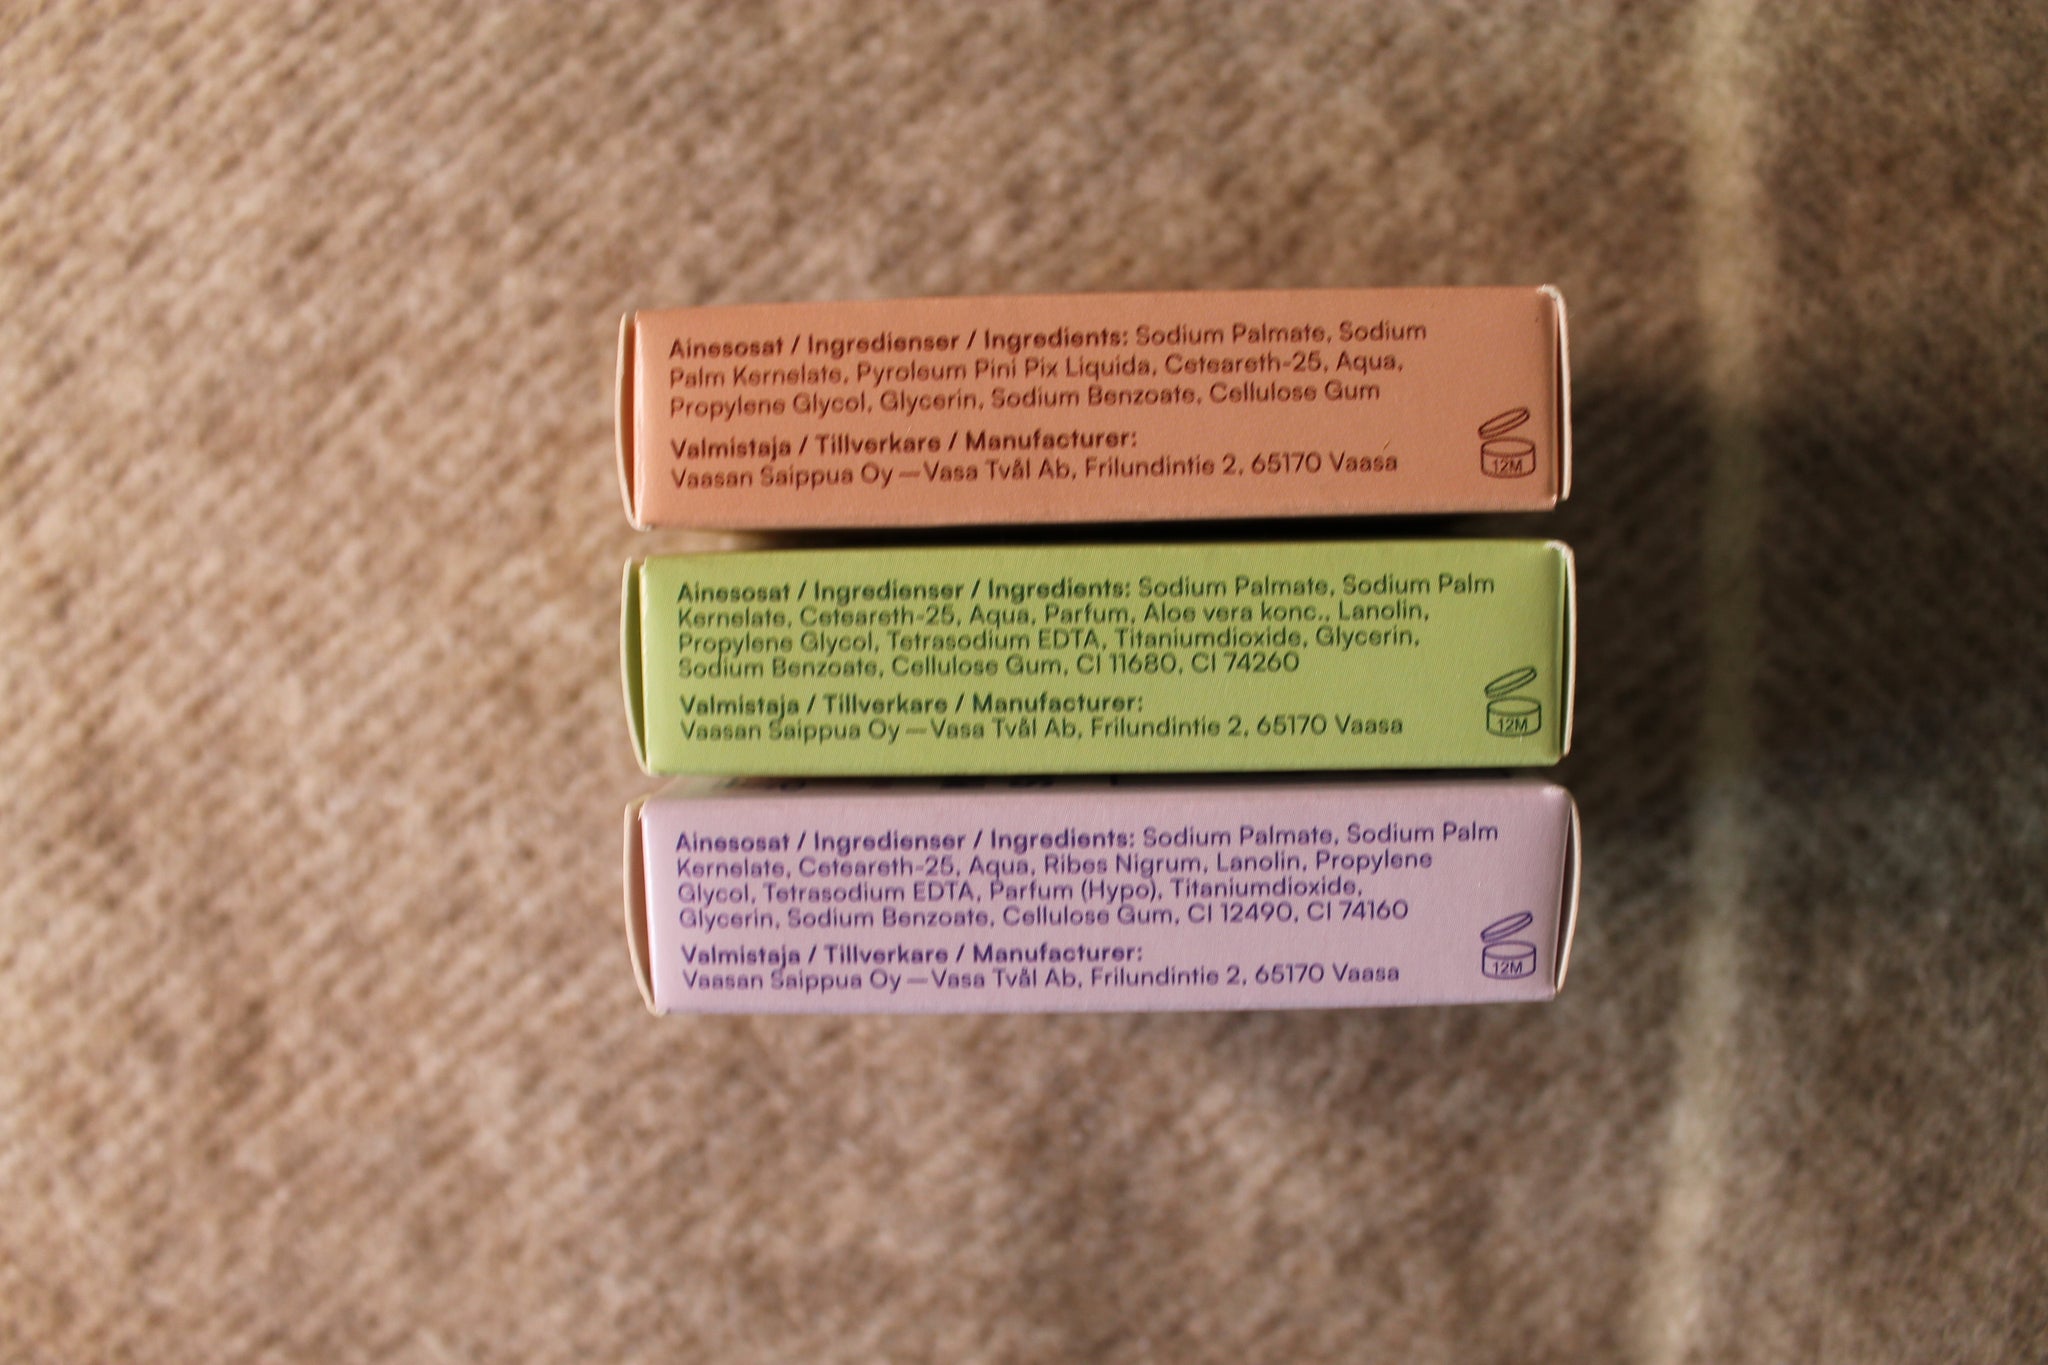 Ainesosat / Ingredienser / Ingredients: Sodium Palmate, Sodium
Palm Kernelate, Pyroleum Pini Pix Liquida, Ceteareth-25, Aqua,
Propylene Glycol, Glycerin, Sodium Benzoate, Cellulose Gum
Valmistaja / Tillverkare / Manufacturer:
Vaasan Saippua Oy — Vasa Tvål Ab, Frilundintie 2, 65170 Vaasa
12M
Ainesosat / Ingredienser / Ingredients: Sodium Palmate, Sodium Palm
Kernelate, Ceteareth-25, Aqua, Parfum, Aloe vera konc., Lanolin,
Propylene Glycol, Tetrasodium EDTA, Titaniumdioxide, Glycerin,
Sodium Benzoate, Cellulose Gum, CI 11680, CI 74260
Valmistaja / Tillverkare / Manufacturer:
Vaasan Saippua Oy — Vasa Tvål Ab, Frilundintie 2, 65170 Vaasa
12M
Ainesosat / Ingredienser / Ingredients: Sodium Palmate, Sodium Palm
Kernelate, Ceteareth-25, Aqua, Ribes Nigrum, Lanolin, Propylene
Glycol, Tetrasodium EDTA, Parfum (Hypo), Titaniumdioxide,
Glycerin, Sodium Benzoate, Cellulose Gum, CI 12490, CI 74160
Valmistaja / Tillverkare / Manufacturer:
Vaasan Saippua Oy — Vasa Tvål Ab, Frilundintie 2, 65170 Vaasa
12M